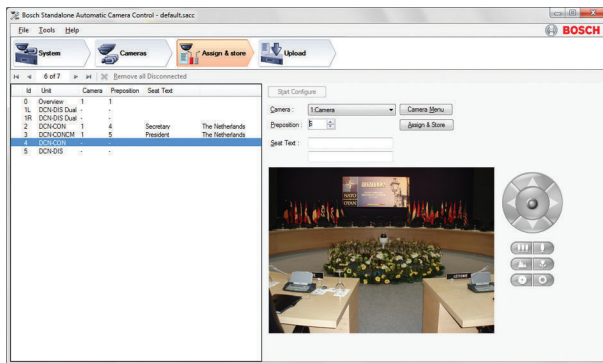 Bosch Standalone Automatic Camera Control - default.sacc
File Tools Help
BOSCH
System Cameras Assign & store Upload
6 of 7 Remove all Disconnected
Id Unit Camera Preposition Seat Text
0 Overview 1 1
1L DCN-DIS Dual - -
1R DCN-DIS Dual - -
2 DCN-CON 1 4 Secretary The Netherlands
3 DCN-CONCM 1 5 President The Netherlands
4 DCN-CON - -
5 DCN-DIS - -
Start Configure
Camera : 1:Camera Camera Menu
Preposition : 6 Assign & Store
Seat Text :
NATO
OTAN